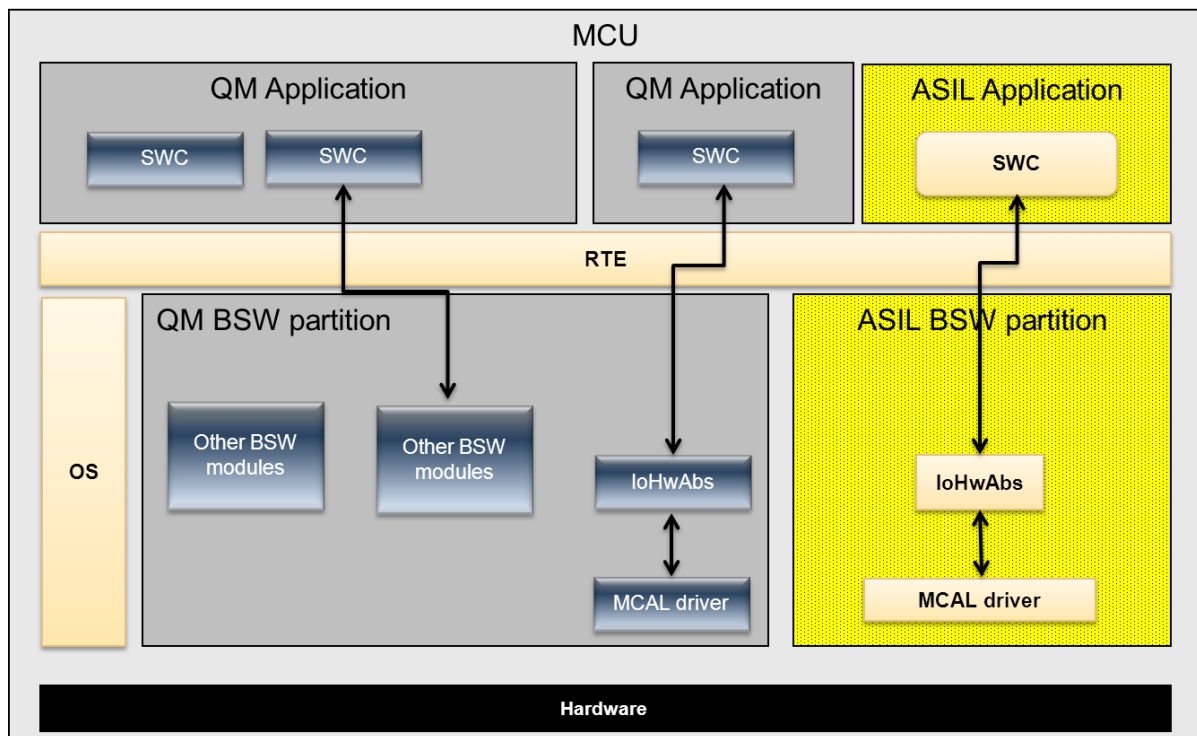 MCU
QM Application
QM Application
ASIL Application
SWC
SWC
SWC
SWC
RTE
OS
QM BSW partition
ASIL BSW partition
Other BSW
modules
Other BSW
modules
IoHwAbs
IoHwAbs
MCAL driver
MCAL driver
Hardware